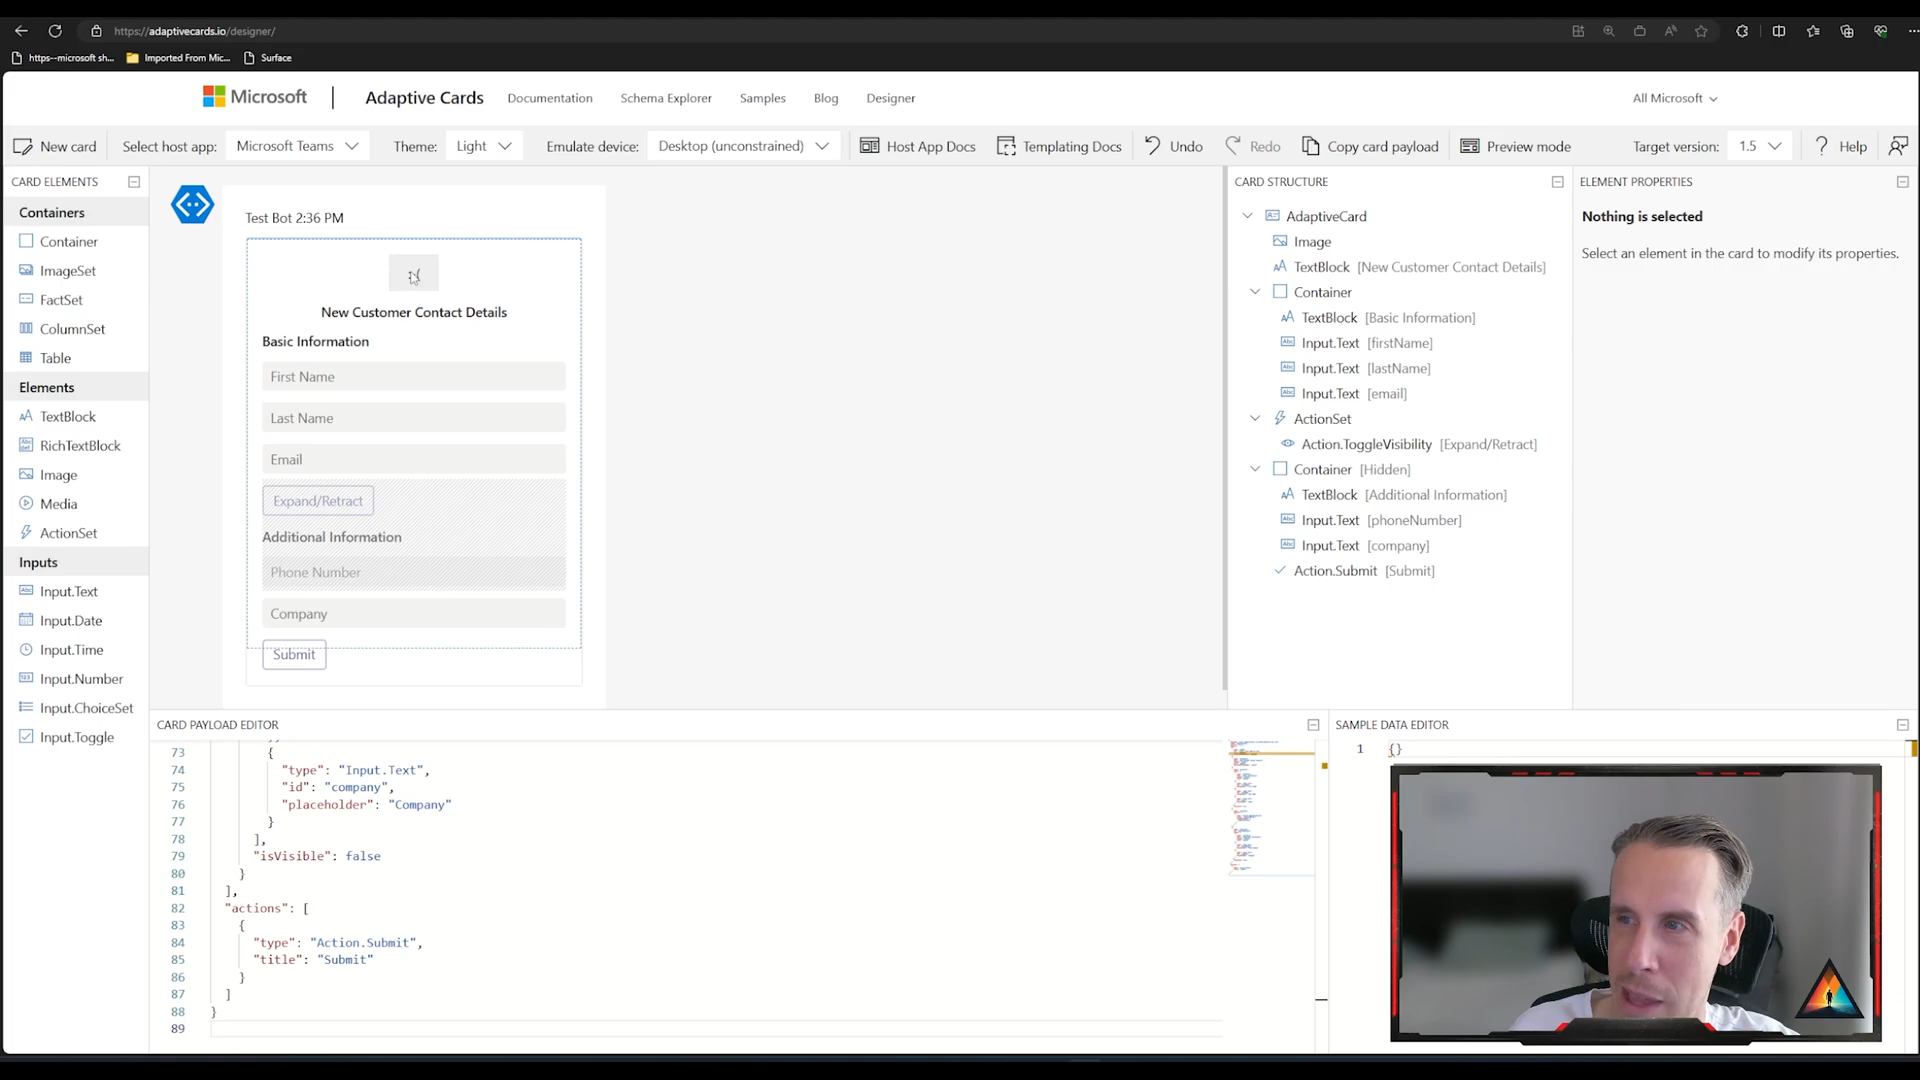 https://adaptivecards.io/designer/
https--microsoft sh...
Imported From Mic...
Surface
Microsoft
Adaptive Cards
Documentation
Schema Explorer
Samples
Blog
Designer
All Microsoft
New card
Select host app:
Microsoft Teams
Theme:
Light
Emulate device:
Desktop (unconstrained)
Host App Docs
Templating Docs
Undo
Redo
Copy card payload
Preview mode
Target version:
1.5
Help
CARD ELEMENTS
Containers
Container
ImageSet
FactSet
ColumnSet
Table
Elements
TextBlock
RichTextBlock
Image
Media
ActionSet
Inputs
Input.Text
Input.Date
Input.Time
Input.Number
Input.ChoiceSet
Input.Toggle
Test Bot 2:36 PM
New Customer Contact Details
Basic Information
First Name
Last Name
Email
Expand/Retract
Additional Information
Phone Number
Company
Submit
CARD STRUCTURE
AdaptiveCard
Image
TextBlock [New Customer Contact Details]
Container
TextBlock [Basic Information]
Input.Text [firstName]
Input.Text [lastName]
Input.Text [email]
ActionSet
Action.ToggleVisibility [Expand/Retract]
Container [Hidden]
TextBlock [Additional Information]
Input.Text [phoneNumber]
Input.Text [company]
Action.Submit [Submit]
ELEMENT PROPERTIES
Nothing is selected
Select an element in the card to modify its properties.
CARD PAYLOAD EDITOR
73 {
74 "type": "Input.Text",
75 "id": "company",
76 "placeholder": "Company"
77 }
78 ],
79 "isVisible": false
80 }
81 ],
82 "actions": [
83 {
84 "type": "Action.Submit",
85 "title": "Submit"
86 }
87 ]
88 }
89
SAMPLE DATA EDITOR
1 {}